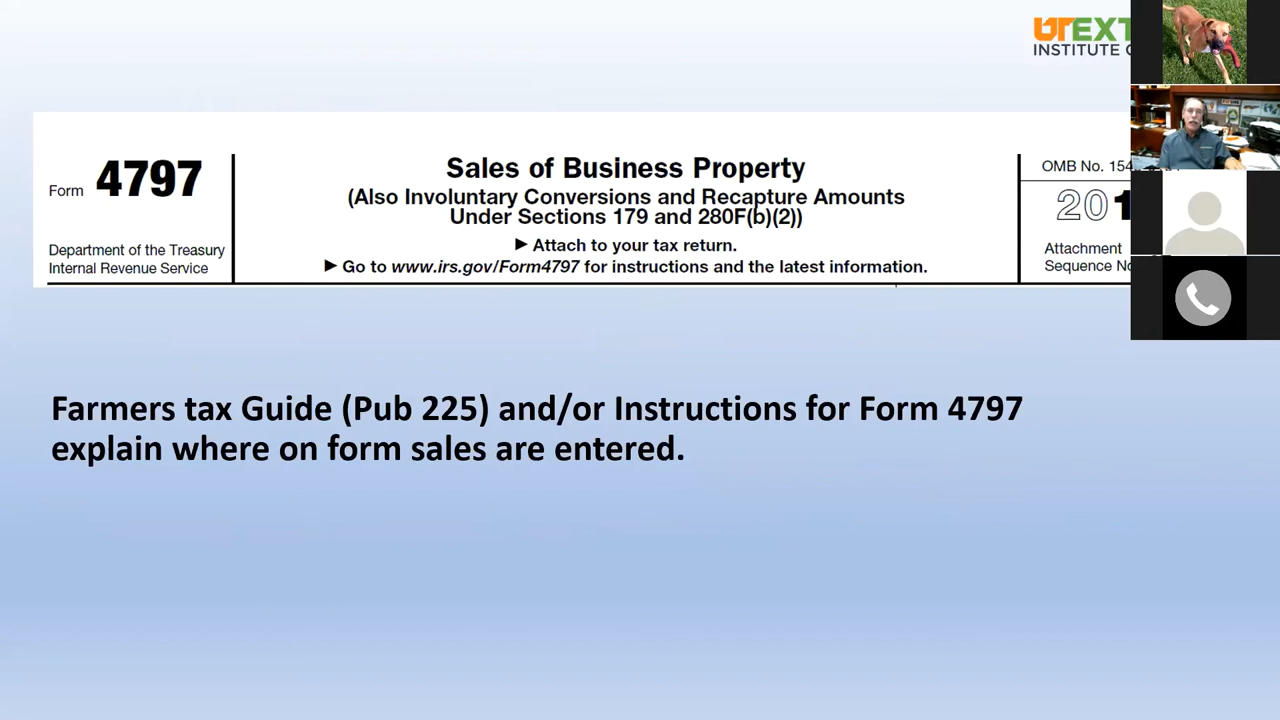 UTEXT
INSTITUTE
Form 4797
Department of the Treasury
Internal Revenue Service
Sales of Business Property
(Also Involuntary Conversions and Recapture Amounts
Under Sections 179 and 280F(b)(2))
▶ Attach to your tax return.
▶ Go to www.irs.gov/Form4797 for instructions and the latest information.
OMB No.
Attachment
Sequence No
Farmers tax Guide (Pub 225) and/or Instructions for Form 4797
explain where on form sales are entered.